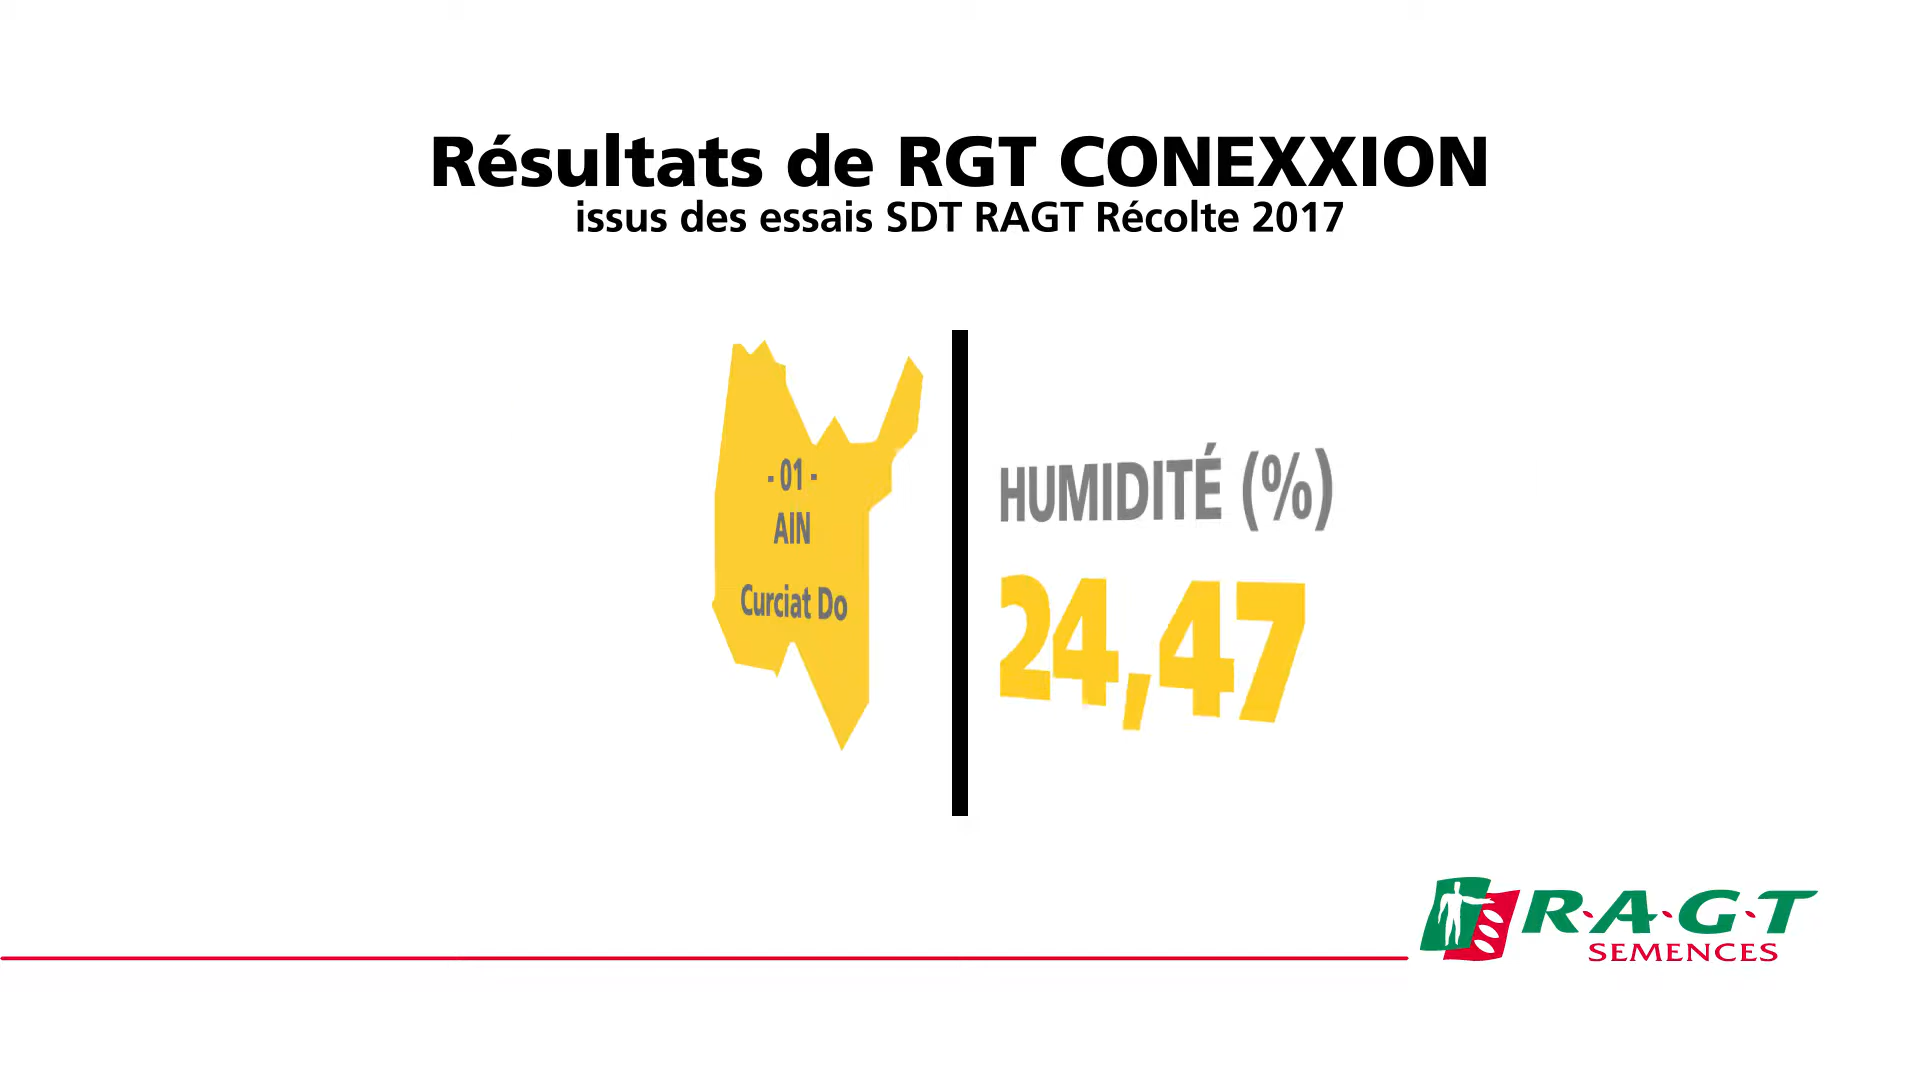 Résultats de RGT CONEXXION
issus des essais SDT RAGT Récolte 2017
- 01 -
AIN
Curciat Do
HUMIDITÉ (%)
24,47
R·A·G·T
SEMENCES